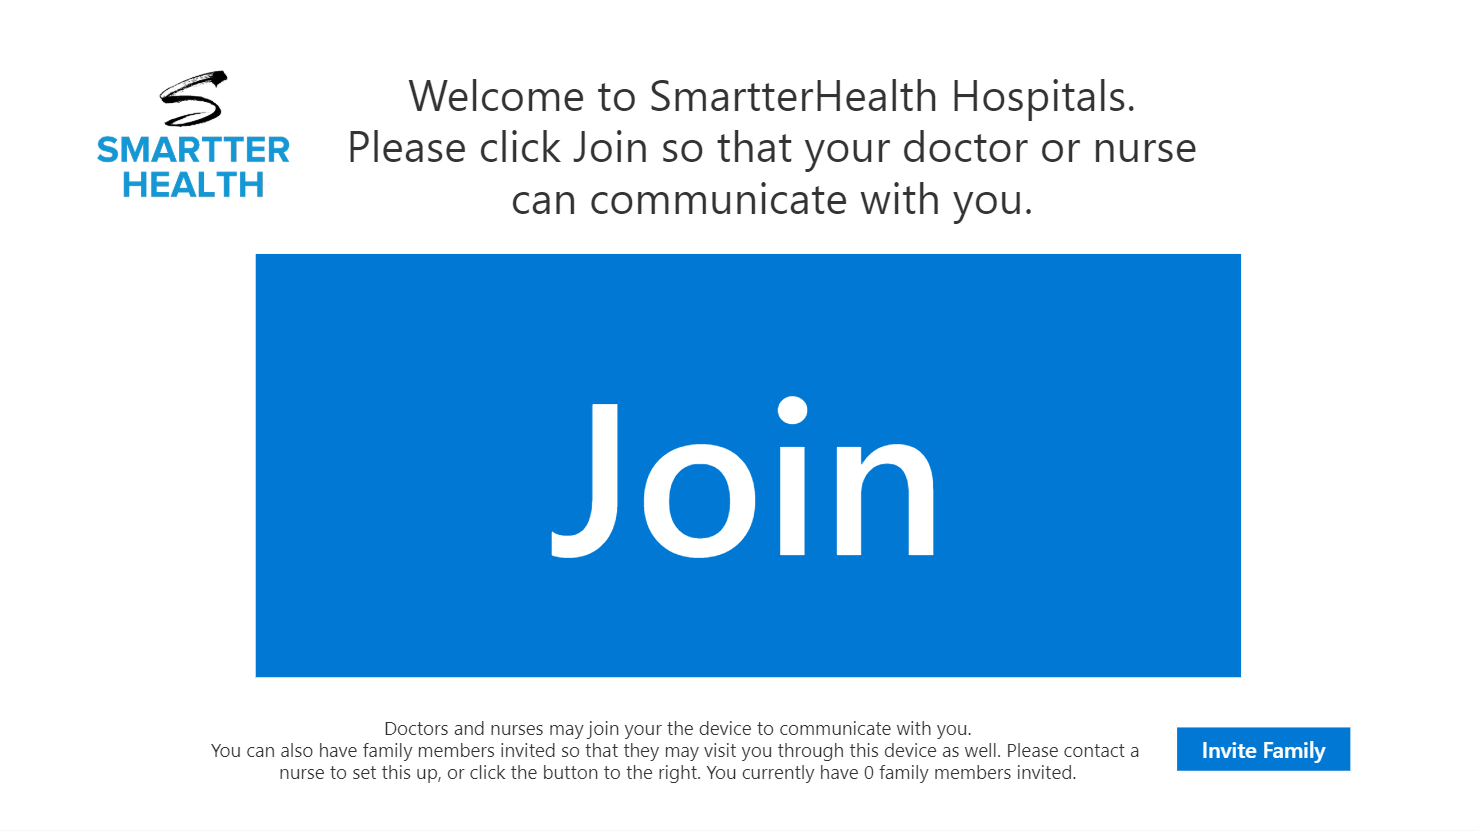 SMARTTER
HEALTH
Welcome to SmartterHealth Hospitals.
Please click Join so that your doctor or nurse
can communicate with you.
Join
Doctors and nurses may join your the device to communicate with you.
You can also have family members invited so that they may visit you through this device as well. Please contact a
nurse to set this up, or click the button to the right. You currently have 0 family members invited.
Invite Family